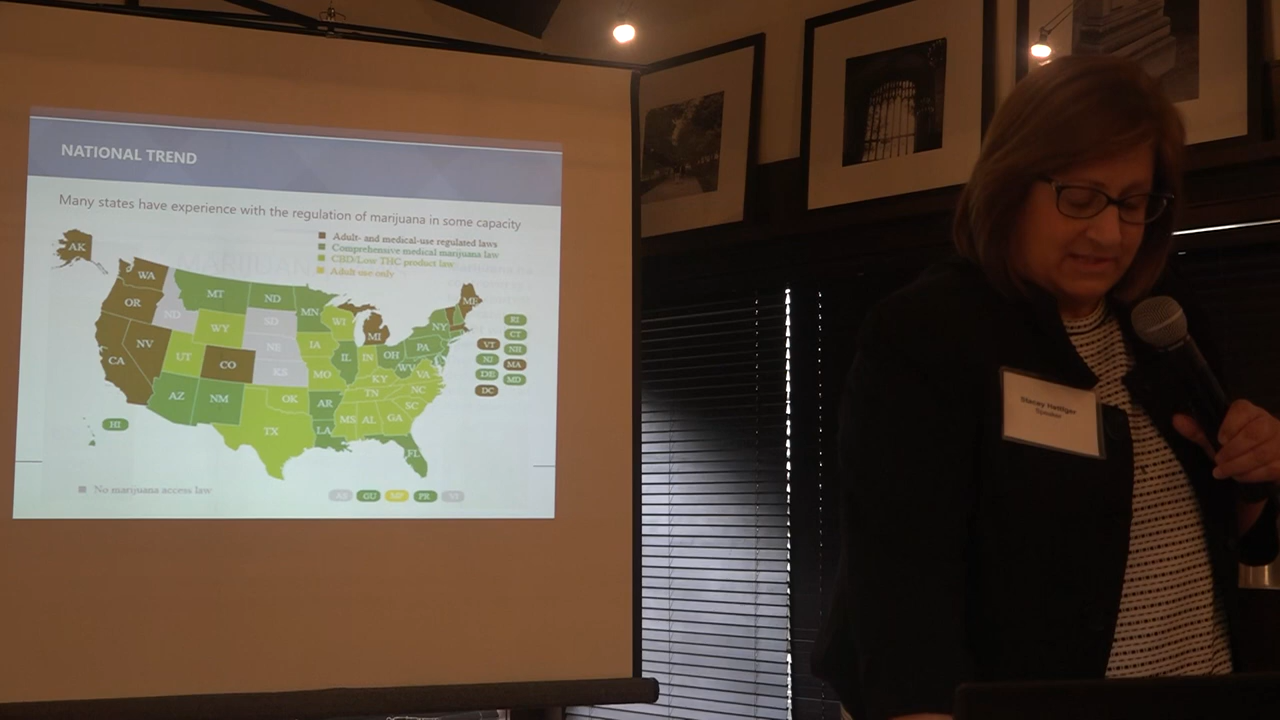 NATIONAL TREND
Many states have experience with the regulation of marijuana in some capacity
Adult- and medical-use regulated laws
Comprehensive medical marijuana law
CBD/Low THC product law
Adult use only
AK
WA
OR
CA
NV
ND
MT
ND
MN
WY
SD
WI
MI
ME
NY
UT
CO
NE
IA
IL
IN
OH
PA
KS
MO
KY
WV
VA
AZ
NM
OK
AR
TN
NC
SC
TX
LA
MS
AL
GA
FL
HI
RI
CT
VT
NH
NJ
MA
DE
MD
DC
No marijuana access law
AS
GU
MP
PR
VI
Stacey Hattiger
Speaker